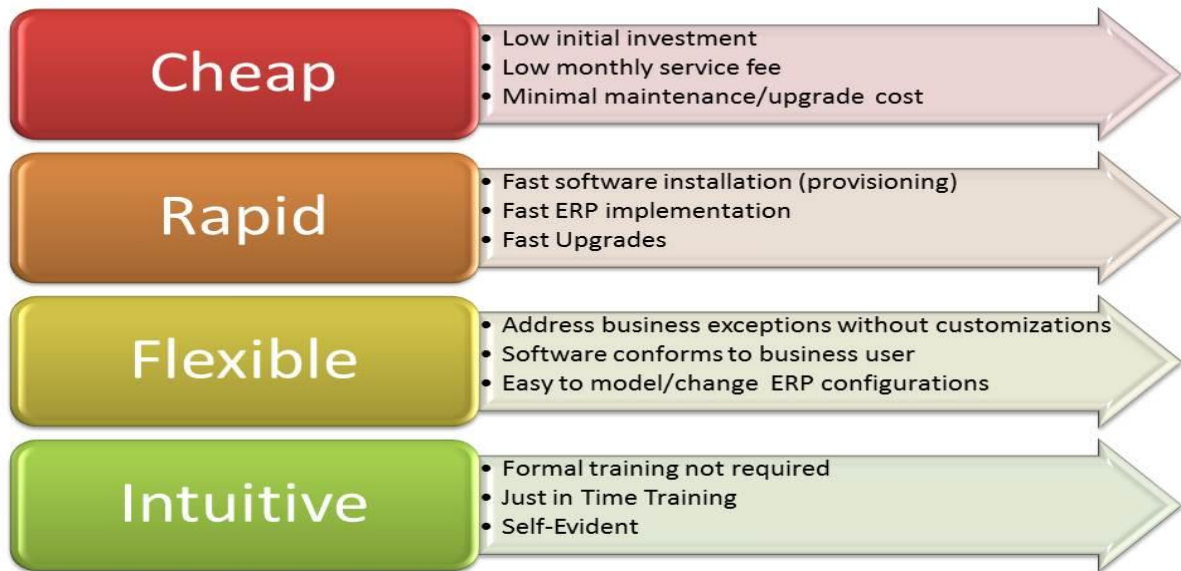 Cheap
• Low initial investment
• Low monthly service fee
• Minimal maintenance/upgrade cost
Rapid
• Fast software installation (provisioning)
• Fast ERP implementation
• Fast Upgrades
Flexible
• Address business exceptions without customizations
• Software conforms to business user
• Easy to model/change ERP configurations
Intuitive
• Formal training not required
• Just in Time Training
• Self-Evident